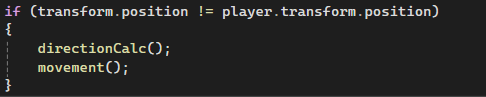 if (transform.position != player.transform.position)
{
    directionCalc();
    movement();
}